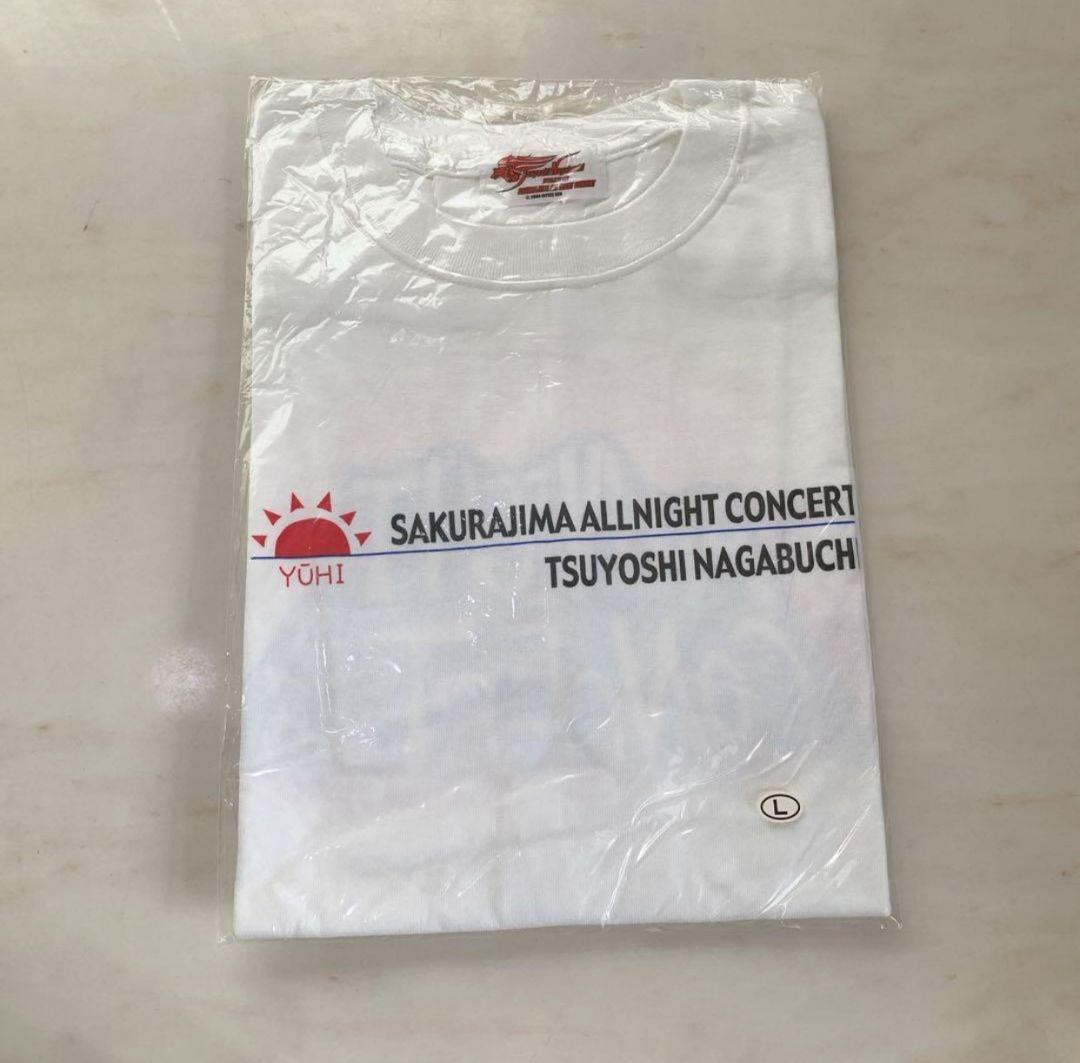 SAKURAJIMA ALLNIGHT CONCERT
YŪHI
TSUYOSHI NAGABUCHI
L